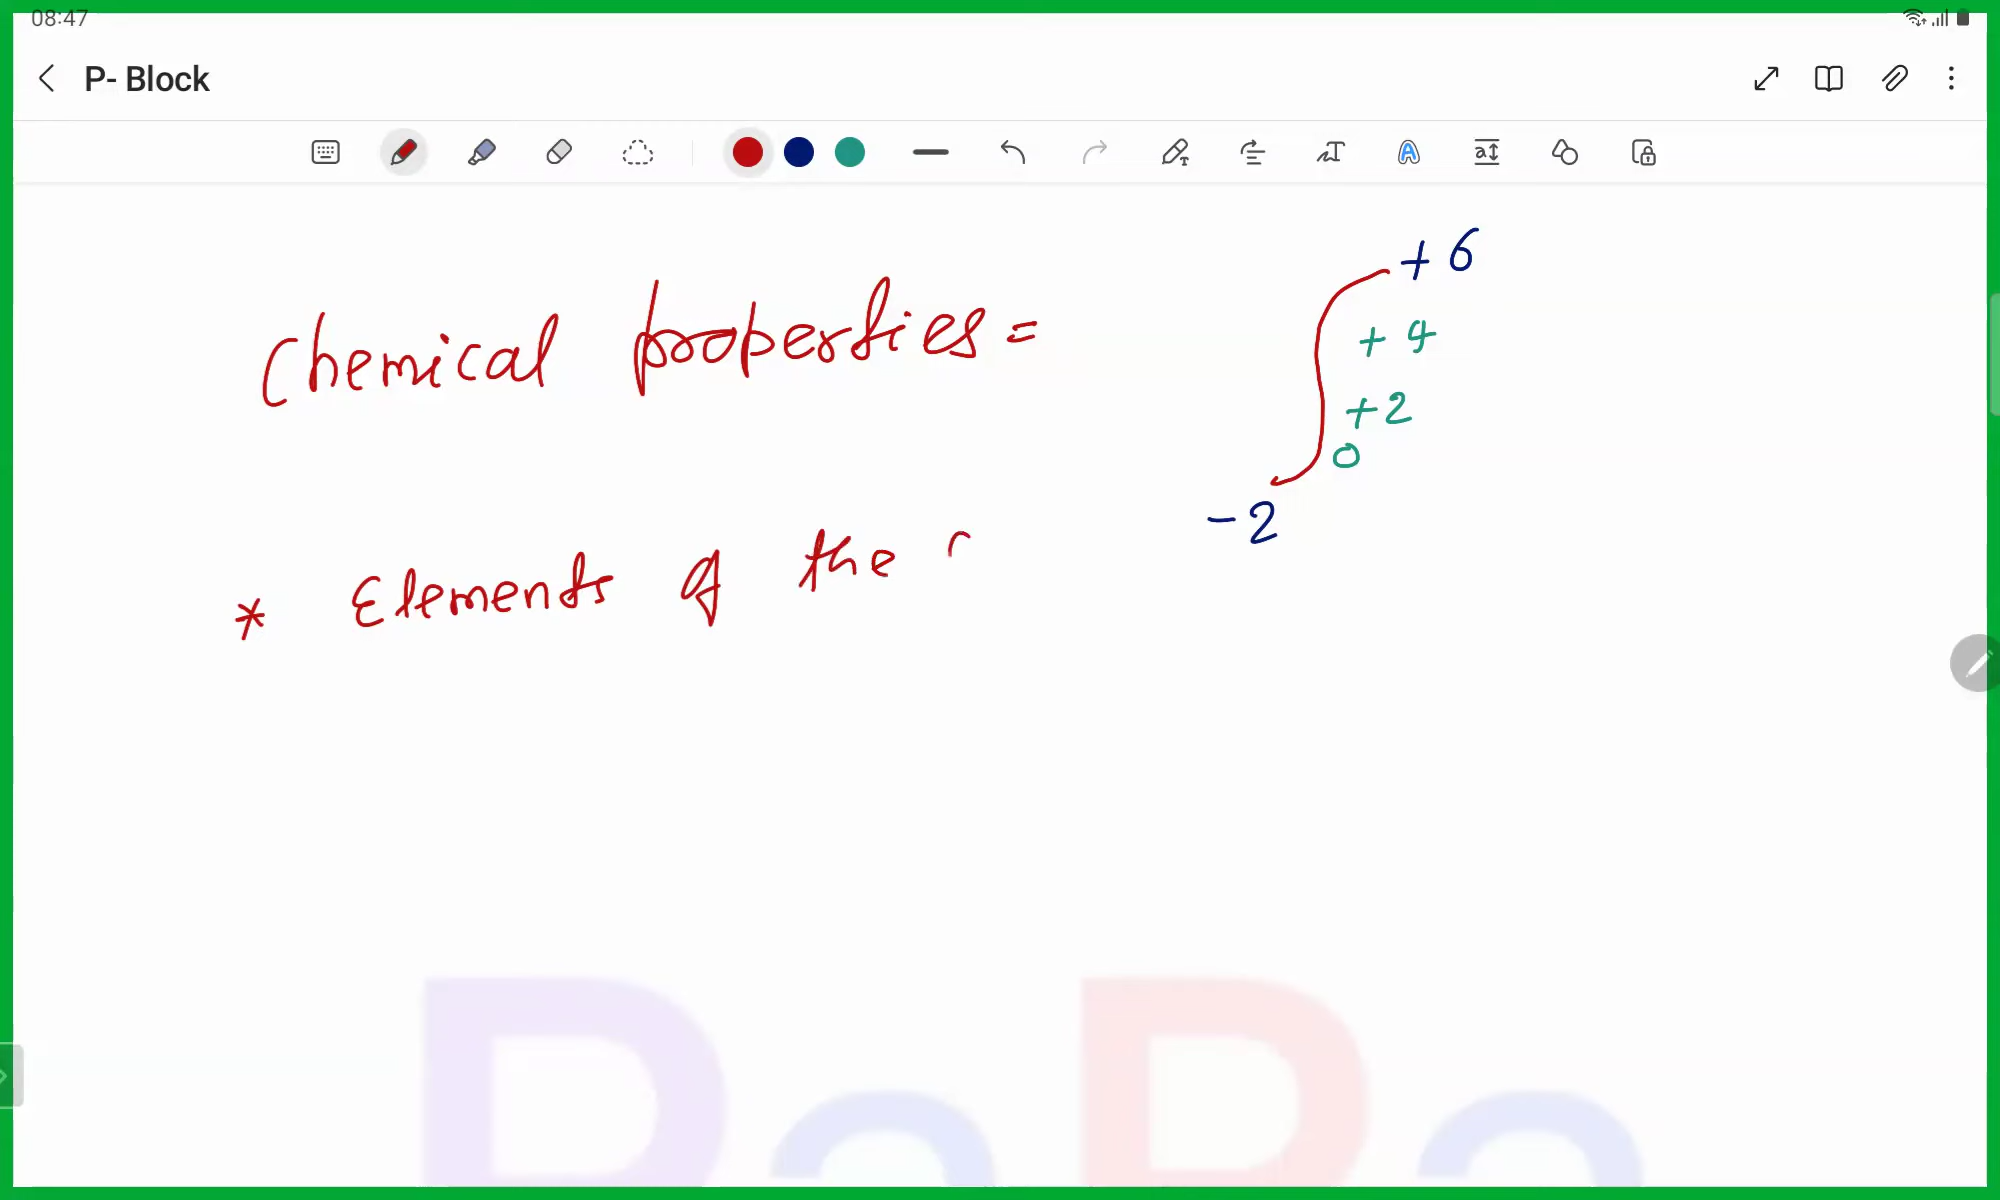 08:47
P- Block
Chemical properties =
+6
+4
+2
0
-2
* Elements of the